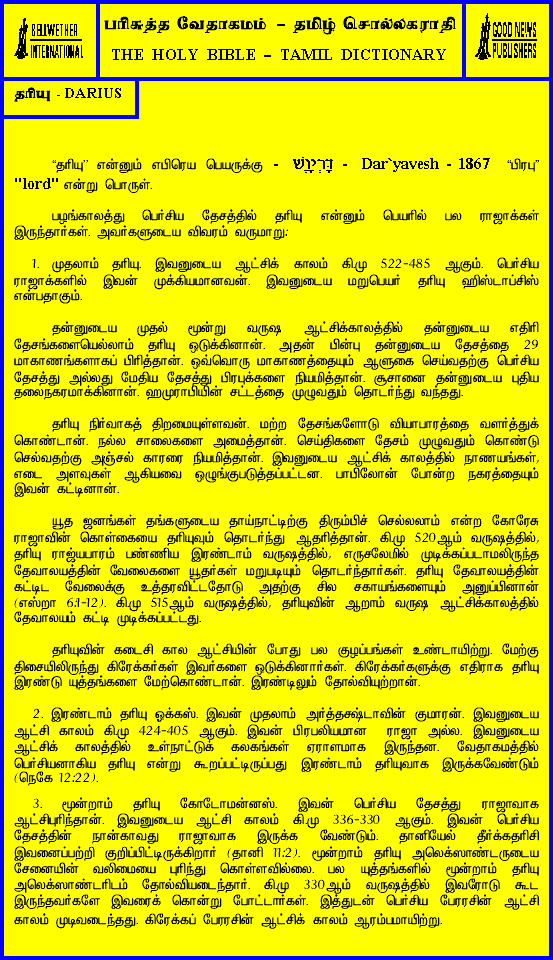 BELLWETHER
INTERNATIONAL
பரிசுத்த வேதாகமம் – தமிழ் சொல்லகராதி
THE HOLY BIBLE – TAMIL DICTIONARY
GOOD NEWS
PUBLISHERS
தரியு - DARIUS
“தரியு” என்னும் எபிரெய பெயருக்கு - דָּרְיָוֵשׁ - Dar`yavesh - 1867 “பிரபு”
"lord" என்று பொருள்.
பழங்காலத்து பெர்சிய தேசத்தில் தரியு என்னும் பெயரில் பல ராஜாக்கள்
இருந்தார்கள். அவர்களுடைய விவரம் வருமாறு:
1. முதலாம் தரியு. இவனுடைய ஆட்சிக் காலம் கி.மு 522-485 ஆகும். பெர்சிய
ராஜாக்களில் இவன் முக்கியமானவன். இவனுடைய மறுபெயர் தரியு ஹிஸ்டாப்சிஸ்
என்பதாகும்.
தன்னுடைய முதல் மூன்று வருஷ ஆட்சிக்காலத்தில் தன்னுடைய எதிரி
தேசங்களையெல்லாம் தரியு ஒடுக்கினான். அதன் பின்பு தன்னுடைய தேசத்தை 29
மாகாணங்களாகப் பிரித்தான். ஒவ்வொரு மாகாணத்தையும் ஆளுகை செய்வதற்கு பெர்சிய
தேசத்து அல்லது மேதிய தேசத்து பிரபுக்களை நியமித்தான். சூசானை தன்னுடைய புதிய
தலைநகரமாக்கினான். ஹமுராபியின் சட்டத்தை முழுவதும் தொடர்ந்து வந்தது.
தரியு நிர்வாகத் திறமையுள்ளவன். மற்ற தேசங்களோடு வியாபாரத்தை வளர்த்துக்
கொண்டான். நல்ல சாலைகளை அமைத்தான். செய்திகளை தேசம் முழுவதும் கொண்டு
செல்வதற்கு அஞ்சல் காரரை நியமித்தான். இவனுடைய ஆட்சிக் காலத்தில் நாணயங்கள்,
எடை அளவுகள் ஆகியவை ஒழுங்குபடுத்தப்பட்டன. பாபிலோன் போன்ற நகரத்தையும்
இவன் கட்டினான்.
யூத ஜனங்கள் தங்களுடைய தாய்நாட்டிற்கு திரும்பிச் செல்லலாம் என்ற கோரேசு
ராஜாவின் கொள்கையை தரியுவும் தொடர்ந்து ஆதரித்தான். கி.மு 520ஆம் வருஷத்தில்,
தரியு ராஜ்யபாரம் பண்ணிய இரண்டாம் வருஷத்தில், எருசலேமில் முடிக்கப்படாமலிருந்த
தேவாலயத்தின் வேலைகளை யூதர்கள் மறுபடியும் தொடர்ந்தார்கள். தரியு தேவாலயத்தின்
கட்டிட வேலைக்கு உத்தரவிட்டதோடு அதற்கு சில சகாயங்களையும் அனுப்பினான்
(எஸ்றா 6:1-12). கி.மு 515ஆம் வருஷத்தில், தரியுவின் ஆறாம் வருஷ ஆட்சிக்காலத்தில்
தேவாலயம் கட்டி முடிக்கப்பட்டது.
தரியுவின் கடைசி கால ஆட்சியின் போது பல குழப்பங்கள் உண்டாயிற்று. மேற்கு
திசையிலிருந்து கிரேக்கர்கள் இவர்களை ஒடுக்கினார்கள். கிரேக்கர்களுக்கு எதிராக தரியு
இரண்டு யுத்தங்களை மேற்கொண்டான். இரண்டிலும் தோல்வியுற்றான்.
2. இரண்டாம் தரியு ஒக்கஸ். இவன் முதலாம் அர்த்தக்ஷ்டாவின் குமாரன். இவனுடைய
ஆட்சி காலம் கி.மு 424-405 ஆகும். இவன் பிரபலியமான ராஜா அல்ல. இவனுடைய
ஆட்சிக் காலத்தில் உள்நாட்டுக் கலகங்கள் ஏராளமாக இருந்தன. வேதாகமத்தில்
பெர்சியனாகிய தரியு என்று கூறப்பட்டிருப்பது இரண்டாம் தரியுவாக இருக்கவேண்டும்
(நெகே 12:22).
3. மூன்றாம் தரியு கோடோமன்னஸ். இவன் பெர்சிய தேசத்து ராஜாவாக
ஆட்சிபுரிந்தான். இவனுடைய ஆட்சி காலம் கி.மு 336-330 ஆகும். இவன் பெர்சிய
தேசத்தின் நான்காவது ராஜாவாக இருக்க வேண்டும். தானியேல் தீர்க்கதரிசி
இவனைப்பற்றி குறிப்பிட்டிருக்கிறார் (தானி 11:2). மூன்றாம் தரியு அலெக்ஸாண்டருடைய
சேனையின் வலிமையை புரிந்து கொள்ளவில்லை. பல யுத்தங்களில் மூன்றாம் தரியு
அலெக்ஸாண்டரிடம் தோல்வியடைந்தார். கி.மு 330ஆம் வருஷத்தில் இவரோடு கூட
இருந்தவர்களே இவரைக் கொன்று போட்டார்கள். இத்துடன் பெர்சிய பேரரசின் ஆட்சி
காலம் முடிவடைந்தது. கிரேக்கப் பேரரசின் ஆட்சிக் காலம் ஆரம்பமாயிற்று.